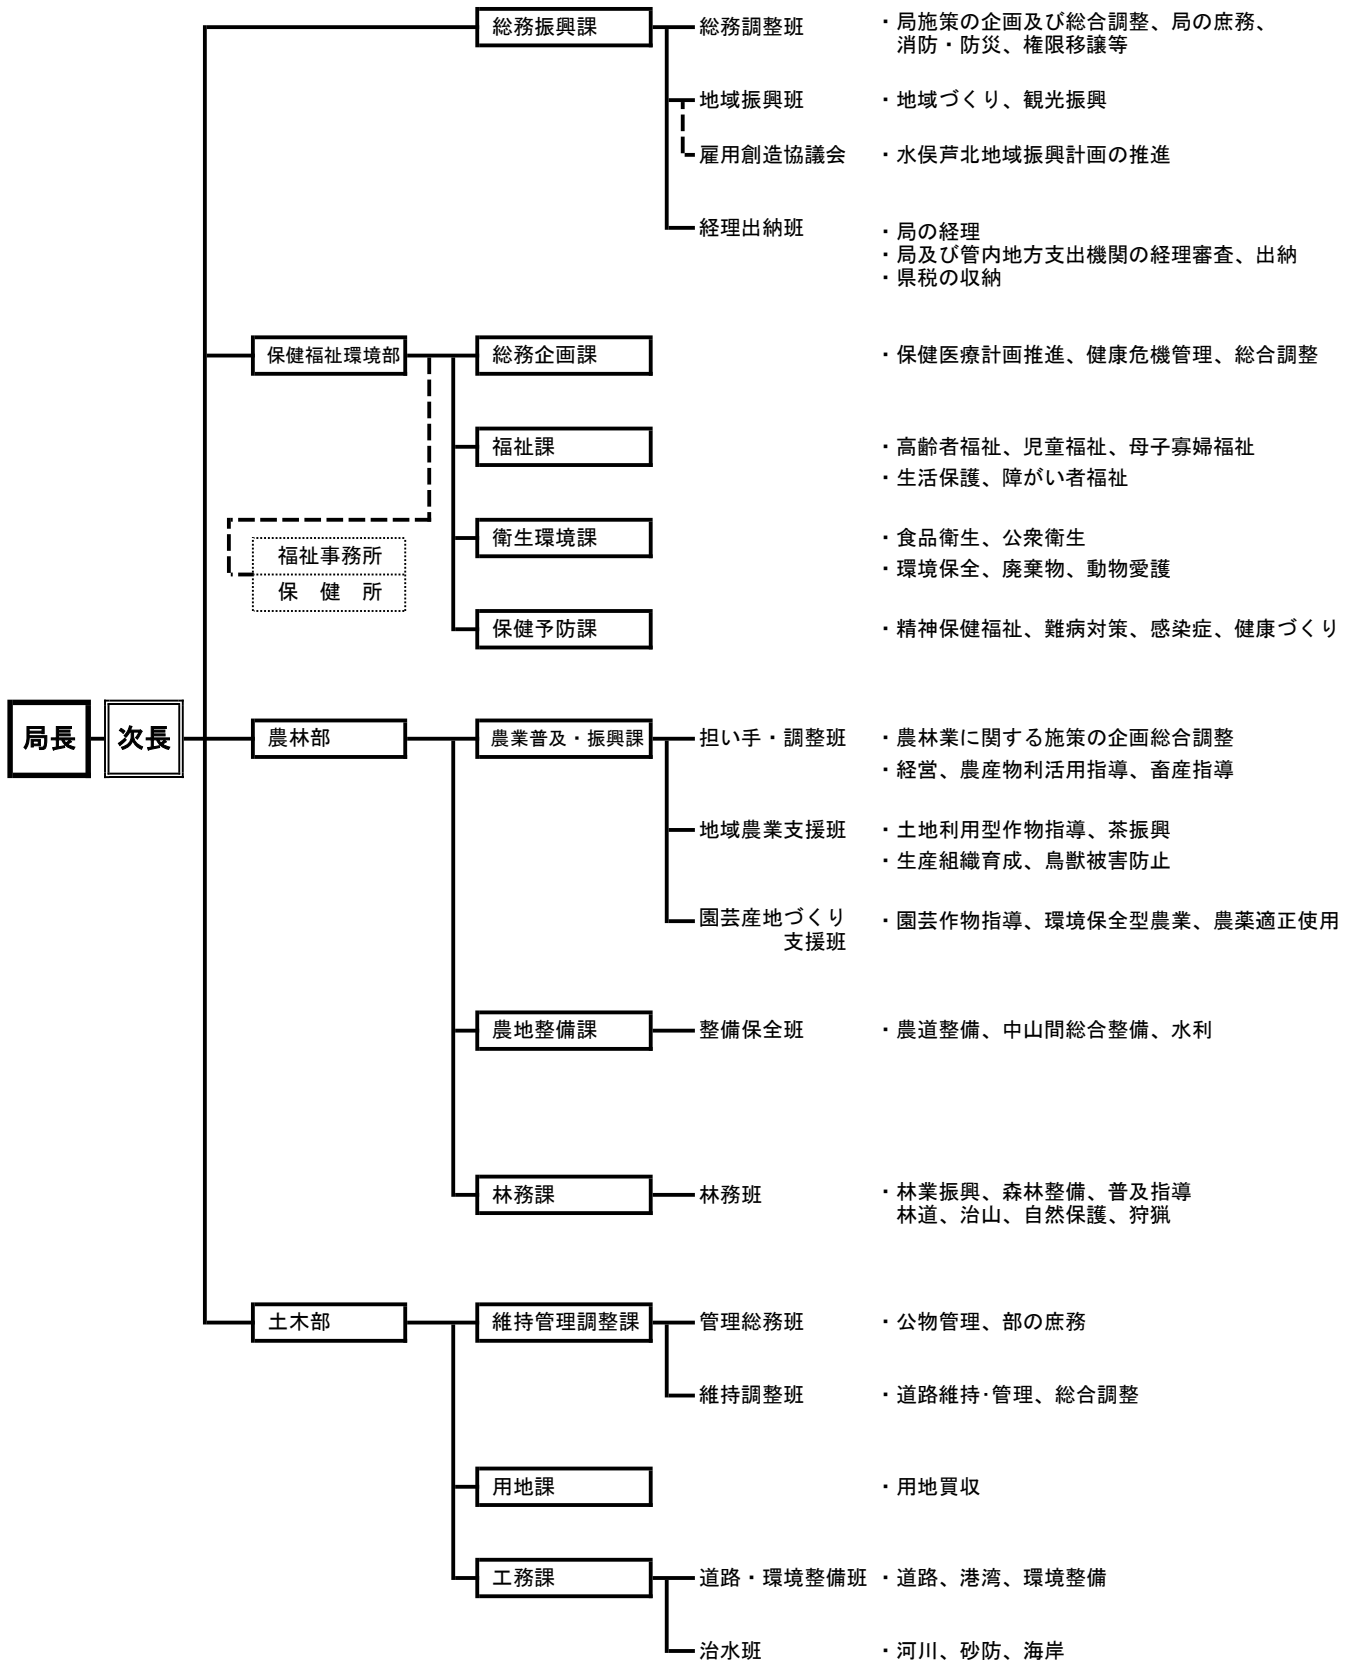 総務振興課
総務調整班
・局施策の企画及び総合調整、局の庶務、
消防・防災、権限移譲等
地域振興班
・地域づくり、観光振興
雇用創造協議会
・水俣芦北地域振興計画の推進
経理出納班
・局の経理
・局及び管内地方支出機関の経理審査、出納
・県税の収納
保健福祉環境部
総務企画課
・保健医療計画推進、健康危機管理、総合調整
福祉課
・高齢者福祉、児童福祉、母子寡婦福祉
・生活保護、障がい者福祉
衛生環境課
・食品衛生、公衆衛生
・環境保全、廃棄物、動物愛護
福祉事務所
保　健　所
保健予防課
・精神保健福祉、難病対策、感染症、健康づくり
局長
次長
農林部
農業普及・振興課
担い手・調整班
・農林業に関する施策の企画総合調整
・経営、農産物利活用指導、畜産指導
地域農業支援班
・土地利用型作物指導、茶振興
・生産組織育成、鳥獣被害防止
園芸産地づくり
支援班
・園芸作物指導、環境保全型農業、農薬適正使用
農地整備課
整備保全班
・農道整備、中山間総合整備、水利
林務課
林務班
・林業振興、森林整備、普及指導
林道、治山、自然保護、狩猟
土木部
維持管理調整課
管理総務班
・公物管理、部の庶務
維持調整班
・道路維持･管理、総合調整
用地課
・用地買収
工務課
道路・環境整備班
・道路、港湾、環境整備
治水班
・河川、砂防、海岸